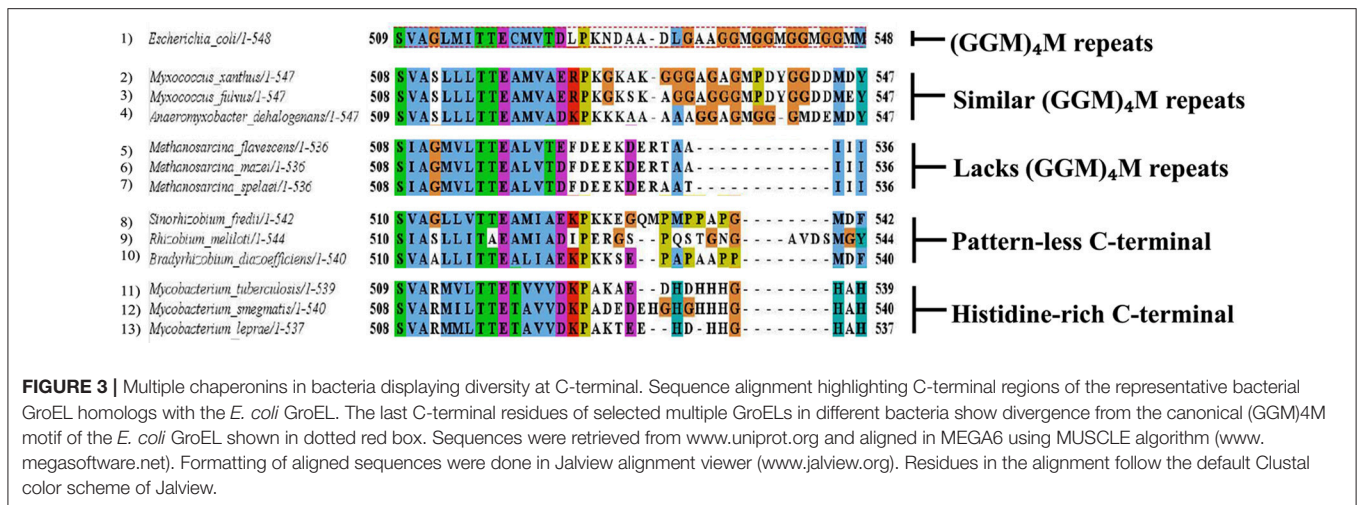 1) Escherichia_coli/1-548 509 SVAGLMITTECMVTDLPKNDAA-DLGAAGGMGGMGGMGGMM 548 (GGM)₄M repeats
2) Myxococcus_xanthus/1-547 508 SVASLLLTTEAMVAERPKGKAK-GGGAGAGMPDYGGDDMDY 547
3) Myxococcus_fulvus/1-547 508 SVASLLLTTEAMVAERPKGKSK-AGGAGGGMPDYGGDDMEY 547 Similar (GGM)₄M repeats
4) Anaeromyxobacter_dehalogenans/1-547 509 SVASLLLTTEAMVADKPKKKAA-AAAGGAGMGG-GMDEMDY 547
5) Methanosarcina_flavescens/1-536 508 SIAGMVLTTEALVTEFDEEKDERTAA------------III 536
6) Methanosarcina_mazei/1-536 508 SIAGMVLTTEALVTDFDEEKDERTAA------------III 536 Lacks (GGM)₄M repeats
7) Methanosarcina_spelaei/1-536 508 SIAGMVLTTEALVTDFDEEKDERAAT------------III 536
8) Sinorhizobium_fredii/1-542 510 SVAGLLVTTEAMIAEKPKKEGQMPMPPAPG--------MDF 542
9) Rhizobium_meliloti/1-544 510 SIASLLITAEAMIADIPERGS--PQSTGNG----AVDSMGY 544 Pattern-less C-terminal
10) Bradyrhizobium_diazoefficiens/1-540 510 SVAALLITTEALIAEKPKKSE--PAPAAPP--------MDF 540
11) Mycobacterium_tuberculosis/1-539 509 SVARMVLTTETVVVDKPAKAE--DHDHHHG--------HAH 539
12) Mycobacterium_smegmatis/1-540 508 SVARMILTTETAVVDKPADEDEHGHGHHHG--------HAH 540 Histidine-rich C-terminal
13) Mycobacterium_leprae/1-537 508 SVARMMLTTETAVVDKPAKTEE--HD-HHG--------HAH 537
FIGURE 3 | Multiple chaperonins in bacteria displaying diversity at C-terminal. Sequence alignment highlighting C-terminal regions of the representative bacterial
GroEL homologs with the E. coli GroEL. The last C-terminal residues of selected multiple GroELs in different bacteria show divergence from the canonical (GGM)4M
motif of the E. coli GroEL shown in dotted red box. Sequences were retrieved from www.uniprot.org and aligned in MEGA6 using MUSCLE algorithm (www.
megasoftware.net). Formatting of aligned sequences were done in Jalview alignment viewer (www.jalview.org). Residues in the alignment follow the default Clustal
color scheme of Jalview.